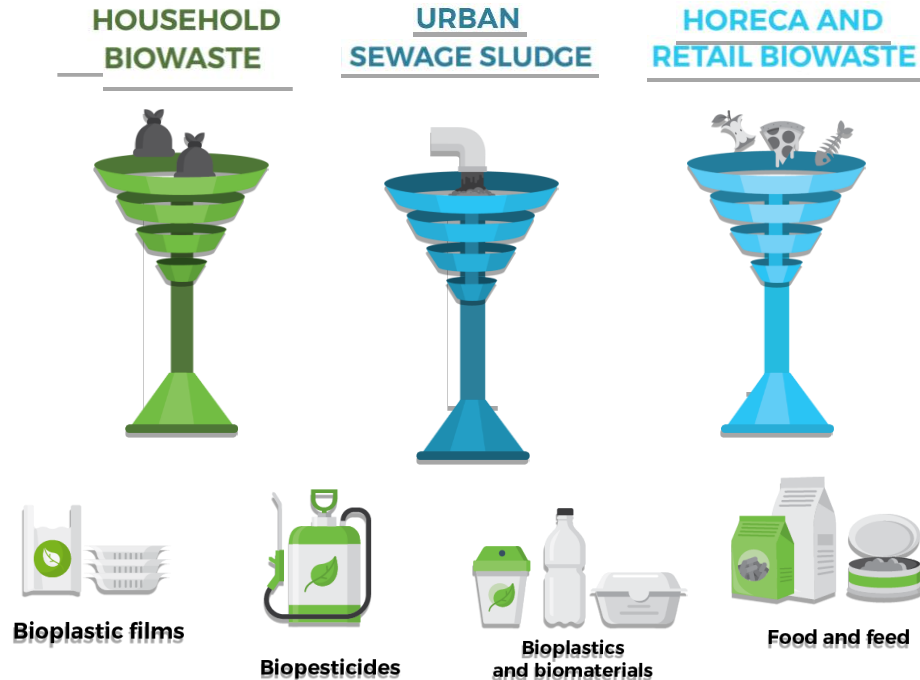 HOUSEHOLD
BIOWASTE
URBAN
SEWAGE SLUDGE
HORECA AND
RETAIL BIOWASTE
Bioplastic films
Biopesticides
Bioplastics
and biomaterials
Food and feed